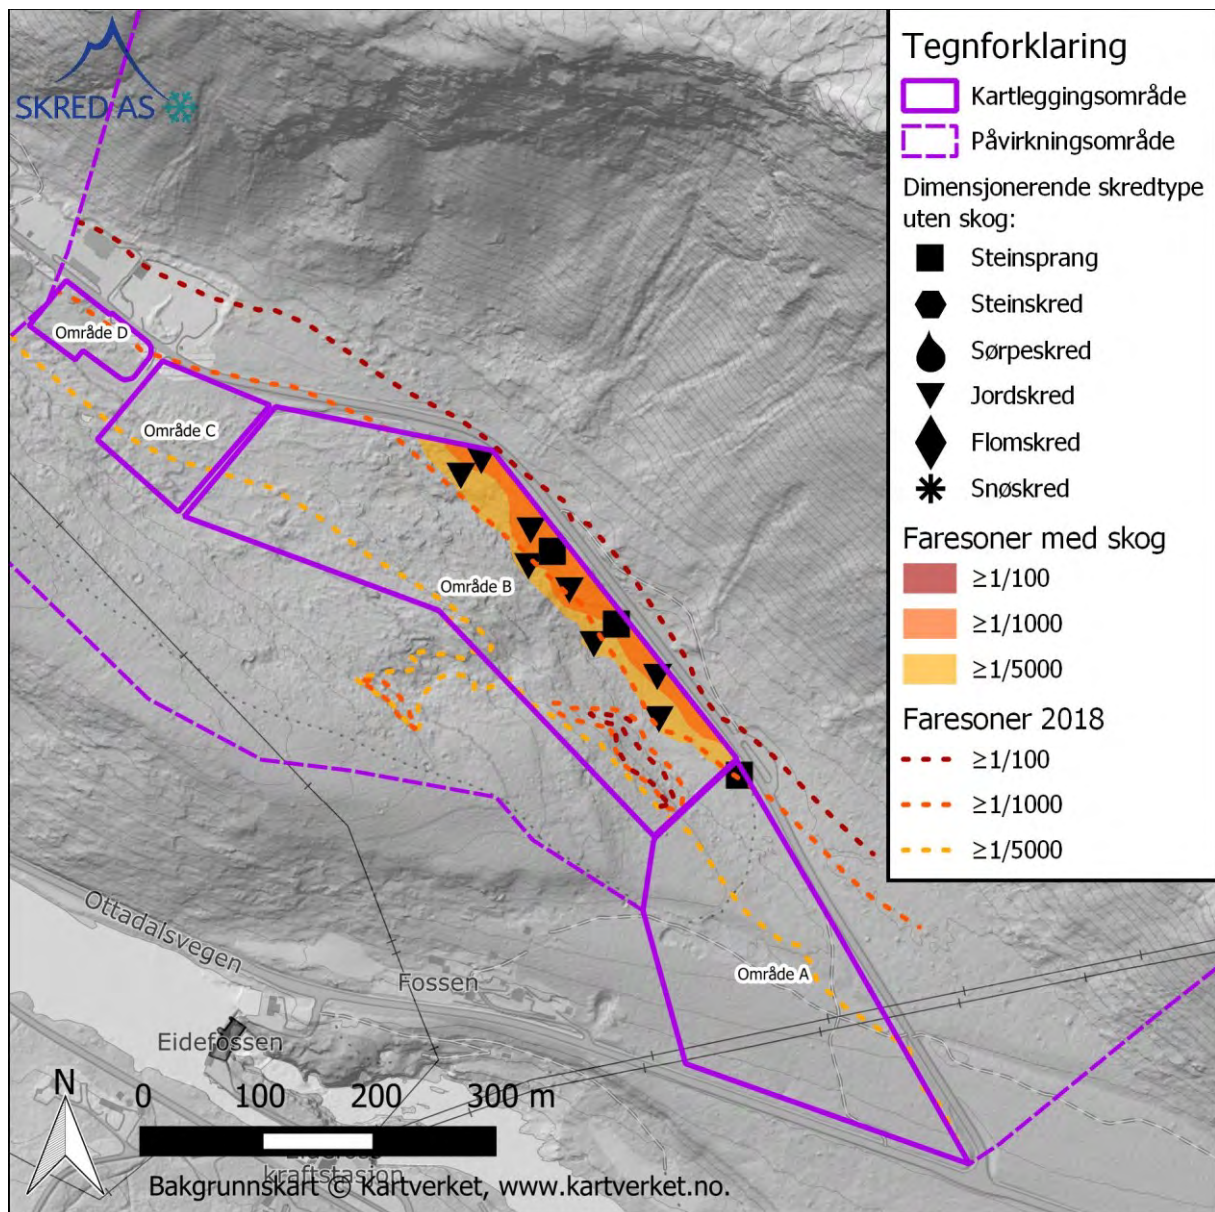 SKRED AS
Tegnforklaring
Kartleggingsområde
Påvirkningsområde
Dimensjonerende skredtype
uten skog:
Steinsprang
Steinskred
Sørpeskred
Jordskred
Flomskred
Snøskred
Faresoner med skog
≥1/100
≥1/1000
≥1/5000
Faresoner 2018
≥1/100
≥1/1000
≥1/5000
Område D
Område C
Område B
Område A
Ottadalsvegen
Fossen
Eidefossen
N
0 100 200 300 m
kraftstasjon
Bakgrunnskart © Kartverket, www.kartverket.no.